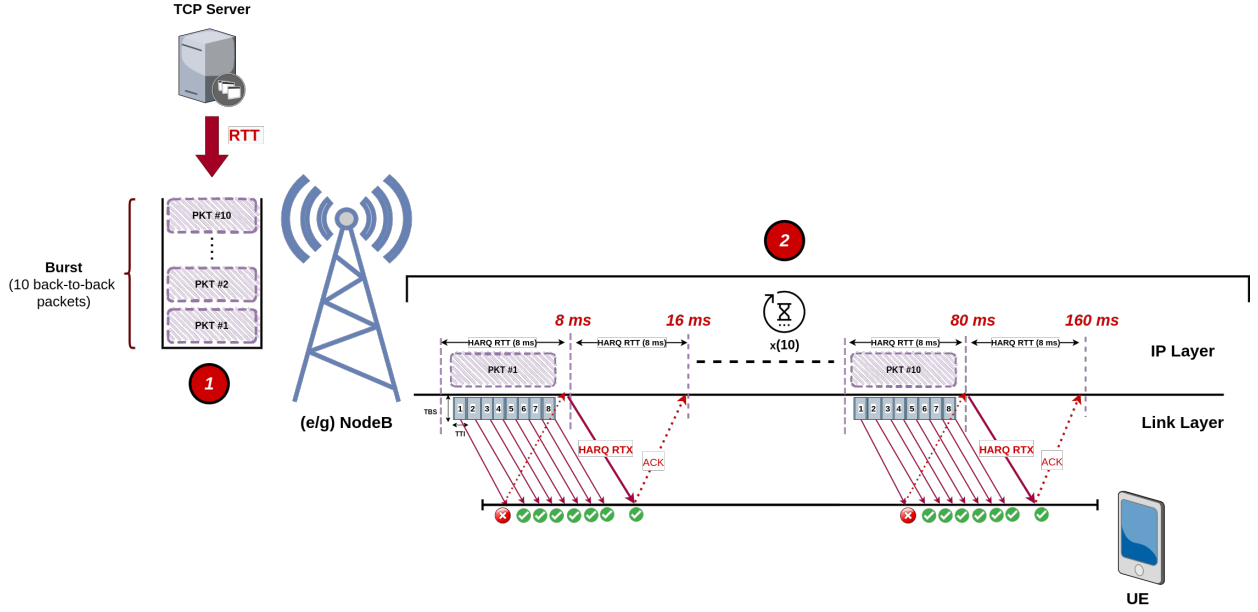 TCP Server
RTT
PKT #10
PKT #2
PKT #1
Burst
(10 back-to-back
packets)
1
(e/g) NodeB
2
8 ms
16 ms
x(10)
80 ms
160 ms
HARQ RTT (8 ms)
HARQ RTT (8 ms)
HARQ RTT (8 ms)
HARQ RTT (8 ms)
PKT #1
PKT #10
IP Layer
Link Layer
TBS
1 2 3 4 5 6 7 8
TTI
1 2 3 4 5 6 7 8
HARQ RTX
ACK
HARQ RTX
ACK
UE